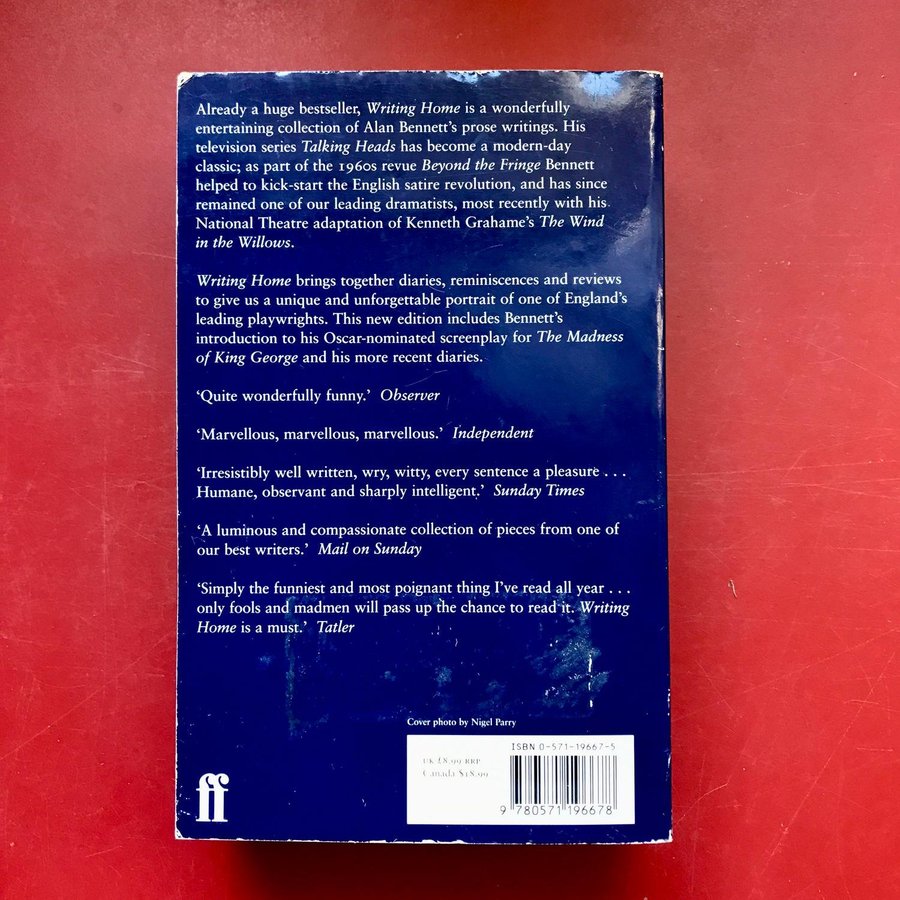 Already a huge bestseller, Writing Home is a wonderfully
entertaining collection of Alan Bennett's prose writings. His
television series Talking Heads has become a modern-day
classic; as part of the 1960s revue Beyond the Fringe Bennett
helped to kick-start the English satire revolution, and has since
remained one of our leading dramatists, most recently with his
National Theatre adaptation of Kenneth Grahame's The Wind
in the Willows.
Writing Home brings together diaries, reminiscences and reviews
to give us a unique and unforgettable portrait of one of England's
leading playwrights. This new edition includes Bennett's
introduction to his Oscar-nominated screenplay for The Madness
of King George and his more recent diaries.
‘Quite wonderfully funny.’ Observer
‘Marvellous, marvellous, marvellous.’ Independent
‘Irresistibly well written, wry, witty, every sentence a pleasure . . .
Humane, observant and sharply intelligent.’ Sunday Times
‘A luminous and compassionate collection of pieces from one of
our best writers.’ Mail on Sunday
‘Simply the funniest and most poignant thing I've read all year . . .
only fools and madmen will pass up the chance to read it. Writing
Home is a must.’ Tatler
Cover photo by Nigel Parry
ISBN 0-571-19667-5
UK £8.99 RRP
Canada $18.99
9 780571 196678
ff